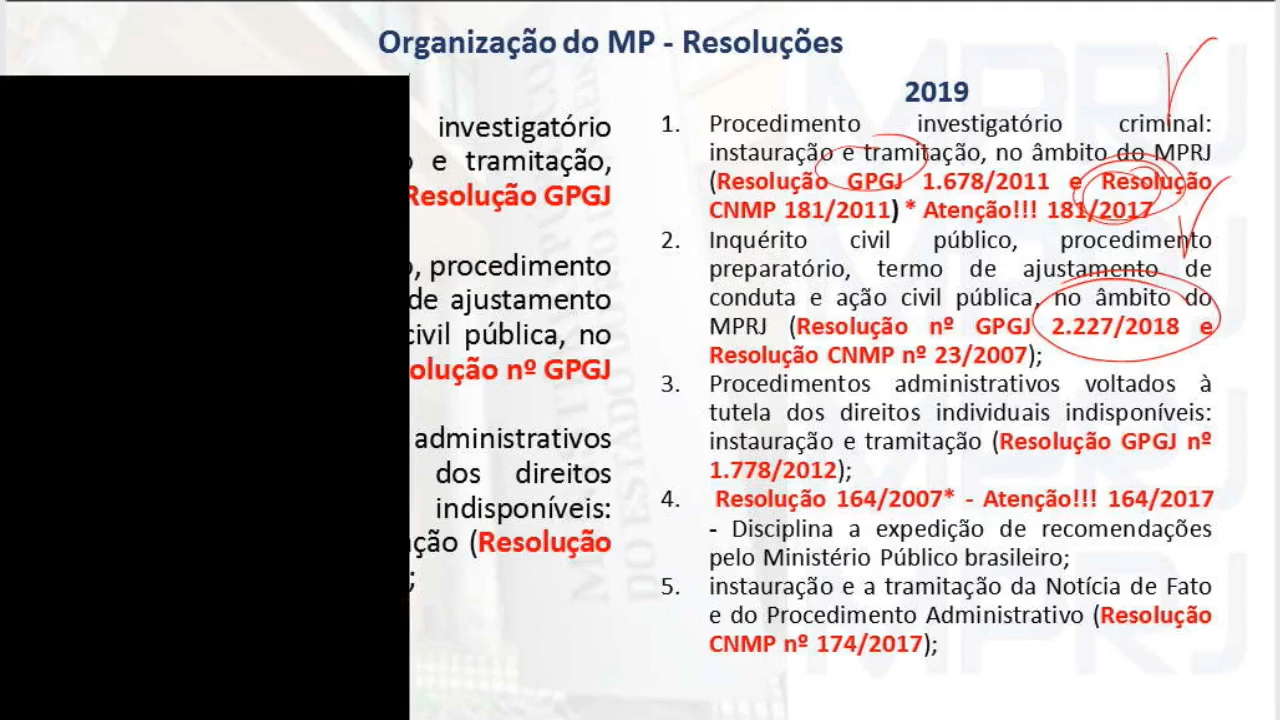 Organização do MP - Resoluções
investigatório
e tramitação,
Resolução GPGJ
, procedimento
de ajustamento
civil pública, no
olução nº GPGJ
administrativos
dos direitos
indisponíveis:
ção (Resolução
;
2019
1. Procedimento investigatório criminal:
instauração e tramitação, no âmbito do MPRJ
(Resolução GPGJ 1.678/2011 e Resolução
CNMP 181/2011) * Atenção!!! 181/2017
2. Inquérito civil público, procedimento
preparatório, termo de ajustamento de
conduta e ação civil pública, no âmbito do
MPRJ (Resolução nº GPGJ 2.227/2018 e
Resolução CNMP nº 23/2007);
3. Procedimentos administrativos voltados à
tutela dos direitos individuais indisponíveis:
instauração e tramitação (Resolução GPGJ nº
1.778/2012);
4. Resolução 164/2007* - Atenção!!! 164/2017
- Disciplina a expedição de recomendações
pelo Ministério Público brasileiro;
5. instauração e a tramitação da Notícia de Fato
e do Procedimento Administrativo (Resolução
CNMP nº 174/2017);
MPRJ
MPRJ
MPRJ
MPRJ
MPRJ